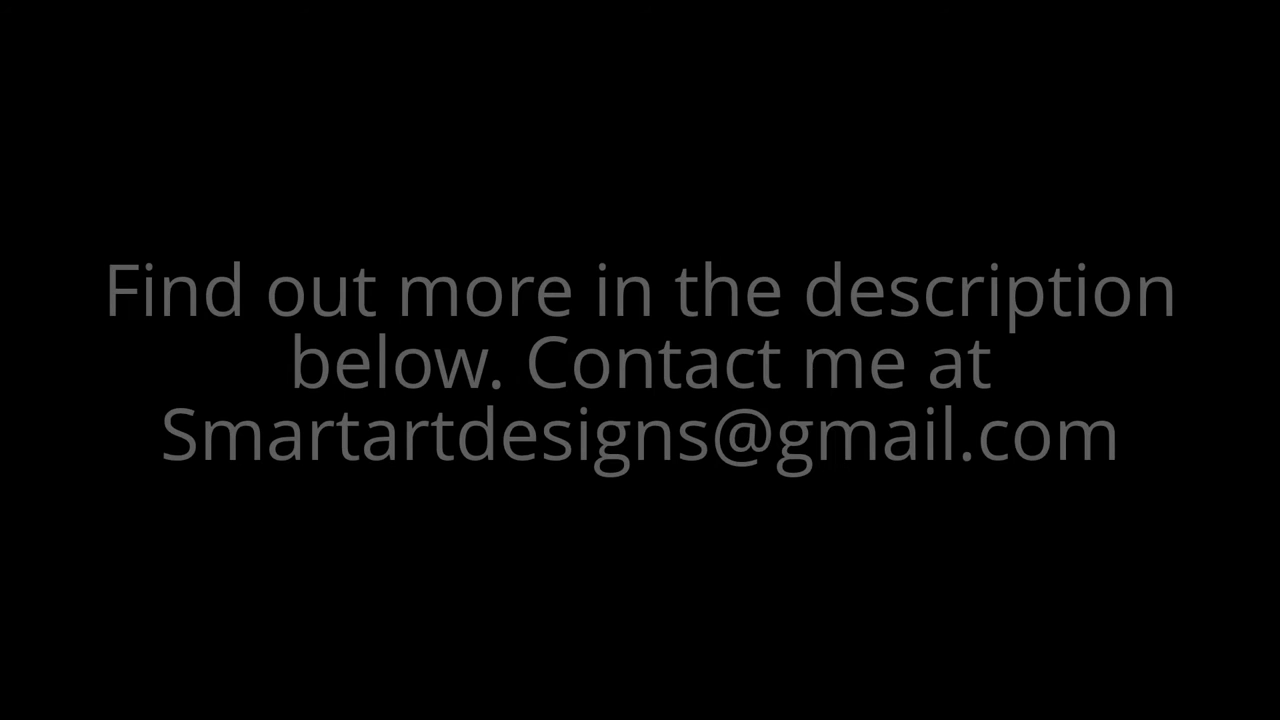 Find out more in the description
below. Contact me at
Smartartdesigns@gmail.com